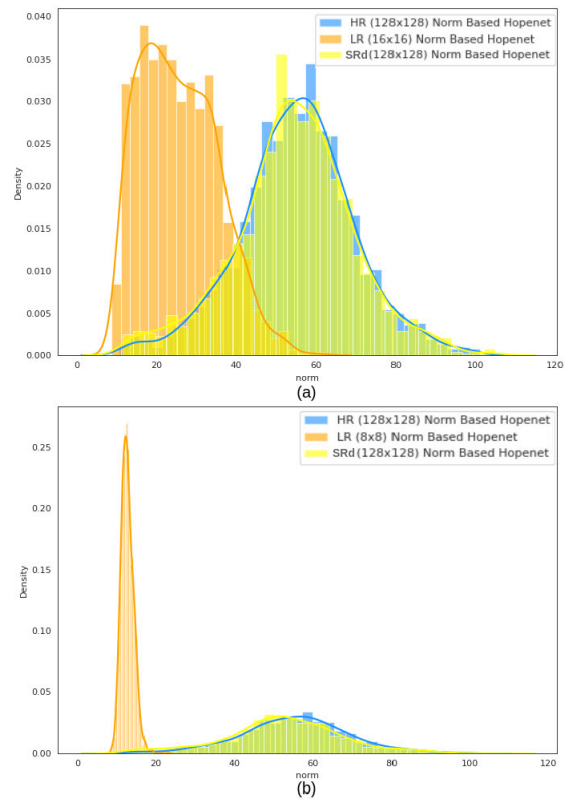 0.040
0.035
0.030
0.025
0.020
0.015
0.010
0.005
0.000
Density
HR (128x128) Norm Based Hopenet
LR (16x16) Norm Based Hopenet
SRd(128x128) Norm Based Hopenet
0 20 40 60 80 100 120
norm
(a)
0.25
0.20
0.15
0.10
0.05
0.00
Density
HR (128x128) Norm Based Hopenet
LR (8x8) Norm Based Hopenet
SRd(128x128) Norm Based Hopenet
0 20 40 60 80 100 120
norm
(b)